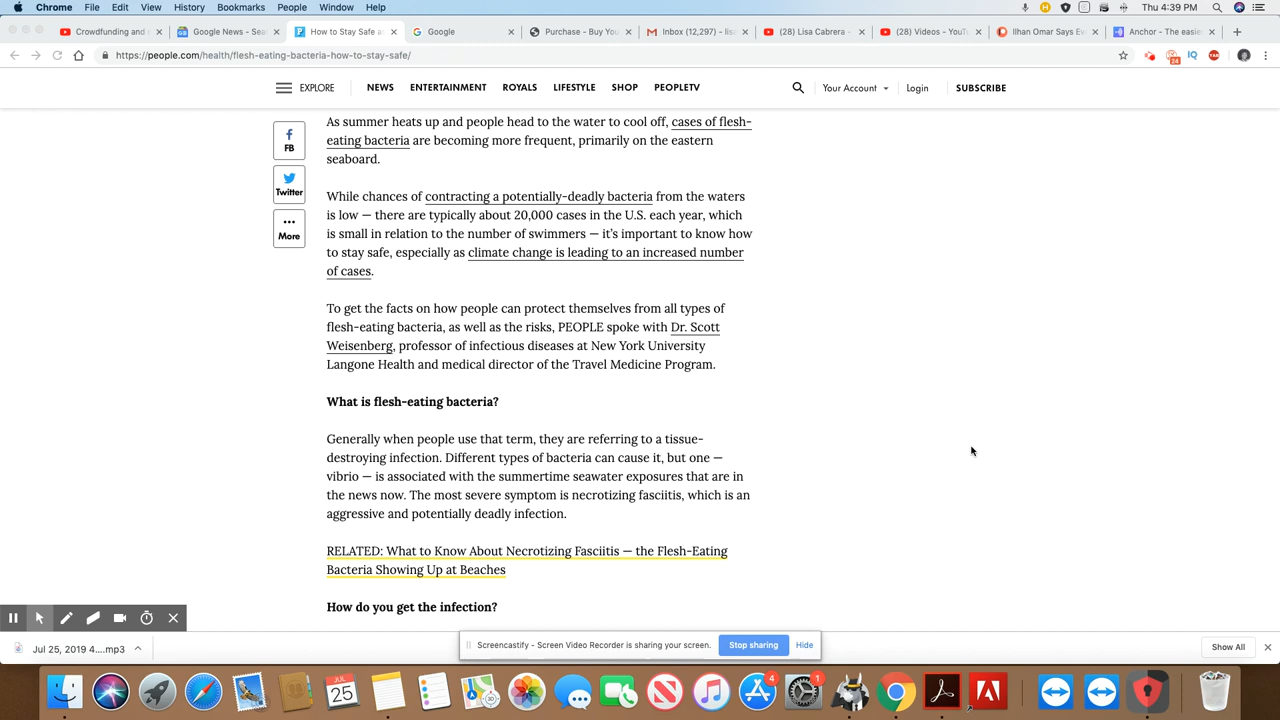 Chrome File Edit View History Bookmarks People Window Help Thu 4:39 PM
Crowdfunding and Google News - Sea How to Stay Safe a Google Purchase - Buy You Inbox (12,297) - lis (28) Lisa Cabrera - (28) Videos - YouTu Ilhan Omar Says Ev Anchor - The easie
https://people.com/health/flesh-eating-bacteria-how-to-stay-safe/
24
EXPLORE NEWS ENTERTAINMENT ROYALS LIFESTYLE SHOP PEOPLETV Your Account Login SUBSCRIBE
As summer heats up and people head to the water to cool off, cases of flesh-
eating bacteria are becoming more frequent, primarily on the eastern
seaboard.
FB
Twitter
More
While chances of contracting a potentially-deadly bacteria from the waters
is low — there are typically about 20,000 cases in the U.S. each year, which
is small in relation to the number of swimmers — it's important to know how
to stay safe, especially as climate change is leading to an increased number
of cases.
To get the facts on how people can protect themselves from all types of
flesh-eating bacteria, as well as the risks, PEOPLE spoke with Dr. Scott
Weisenberg, professor of infectious diseases at New York University
Langone Health and medical director of the Travel Medicine Program.
What is flesh-eating bacteria?
Generally when people use that term, they are referring to a tissue-
destroying infection. Different types of bacteria can cause it, but one —
vibrio — is associated with the summertime seawater exposures that are in
the news now. The most severe symptom is necrotizing fasciitis, which is an
aggressive and potentially deadly infection.
RELATED: What to Know About Necrotizing Fasciitis — the Flesh-Eating
Bacteria Showing Up at Beaches
How do you get the infection?
Screencastify - Screen Video Recorder is sharing your screen. Stop sharing Hide
Jul 25, 2019 4....mp3 Show All
JUL
25
4
1